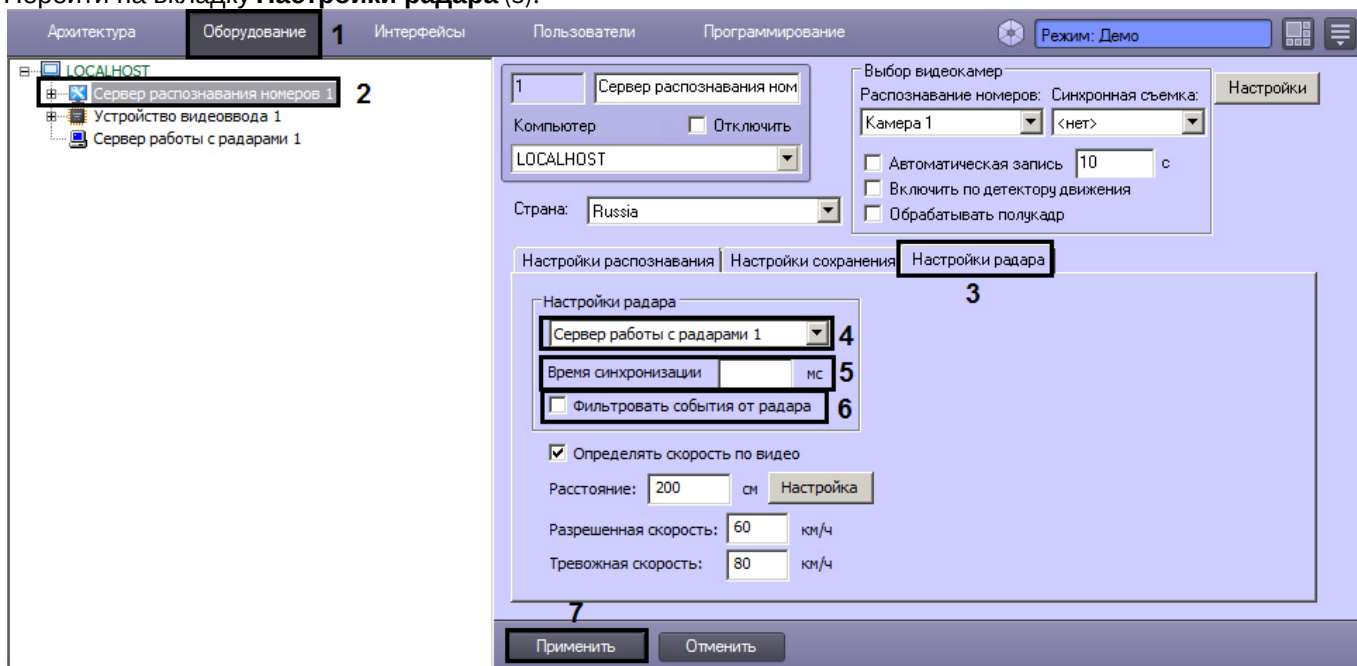 Перейти на вкладку Настройки радара (3).
Архитектура Оборудование 1 Интерфейсы Пользователи Программирование Режим: Демо
LOCALHOST
Сервер распознавания номеров 1 2
Устройство видеоввода 1
Сервер работы с радарами 1
1 Сервер распознавания ном
Компьютер Отключить
LOCALHOST
Страна: Russia
Выбор видеокамер
Распознавание номеров: Синхронная съемка:
Камера 1 <нет>
Автоматическая запись 10 с
Включить по детектору движения
Обрабатывать полукадр
Настройки
Настройки распознавания Настройки сохранения Настройки радара
3
Настройки радара
Сервер работы с радарами 1 4
Время синхронизации мс 5
Фильтровать события от радара 6
Определять скорость по видео
Расстояние: 200 см Настройка
Разрешенная скорость: 60 км/ч
Тревожная скорость: 80 км/ч
7
Применить Отменить